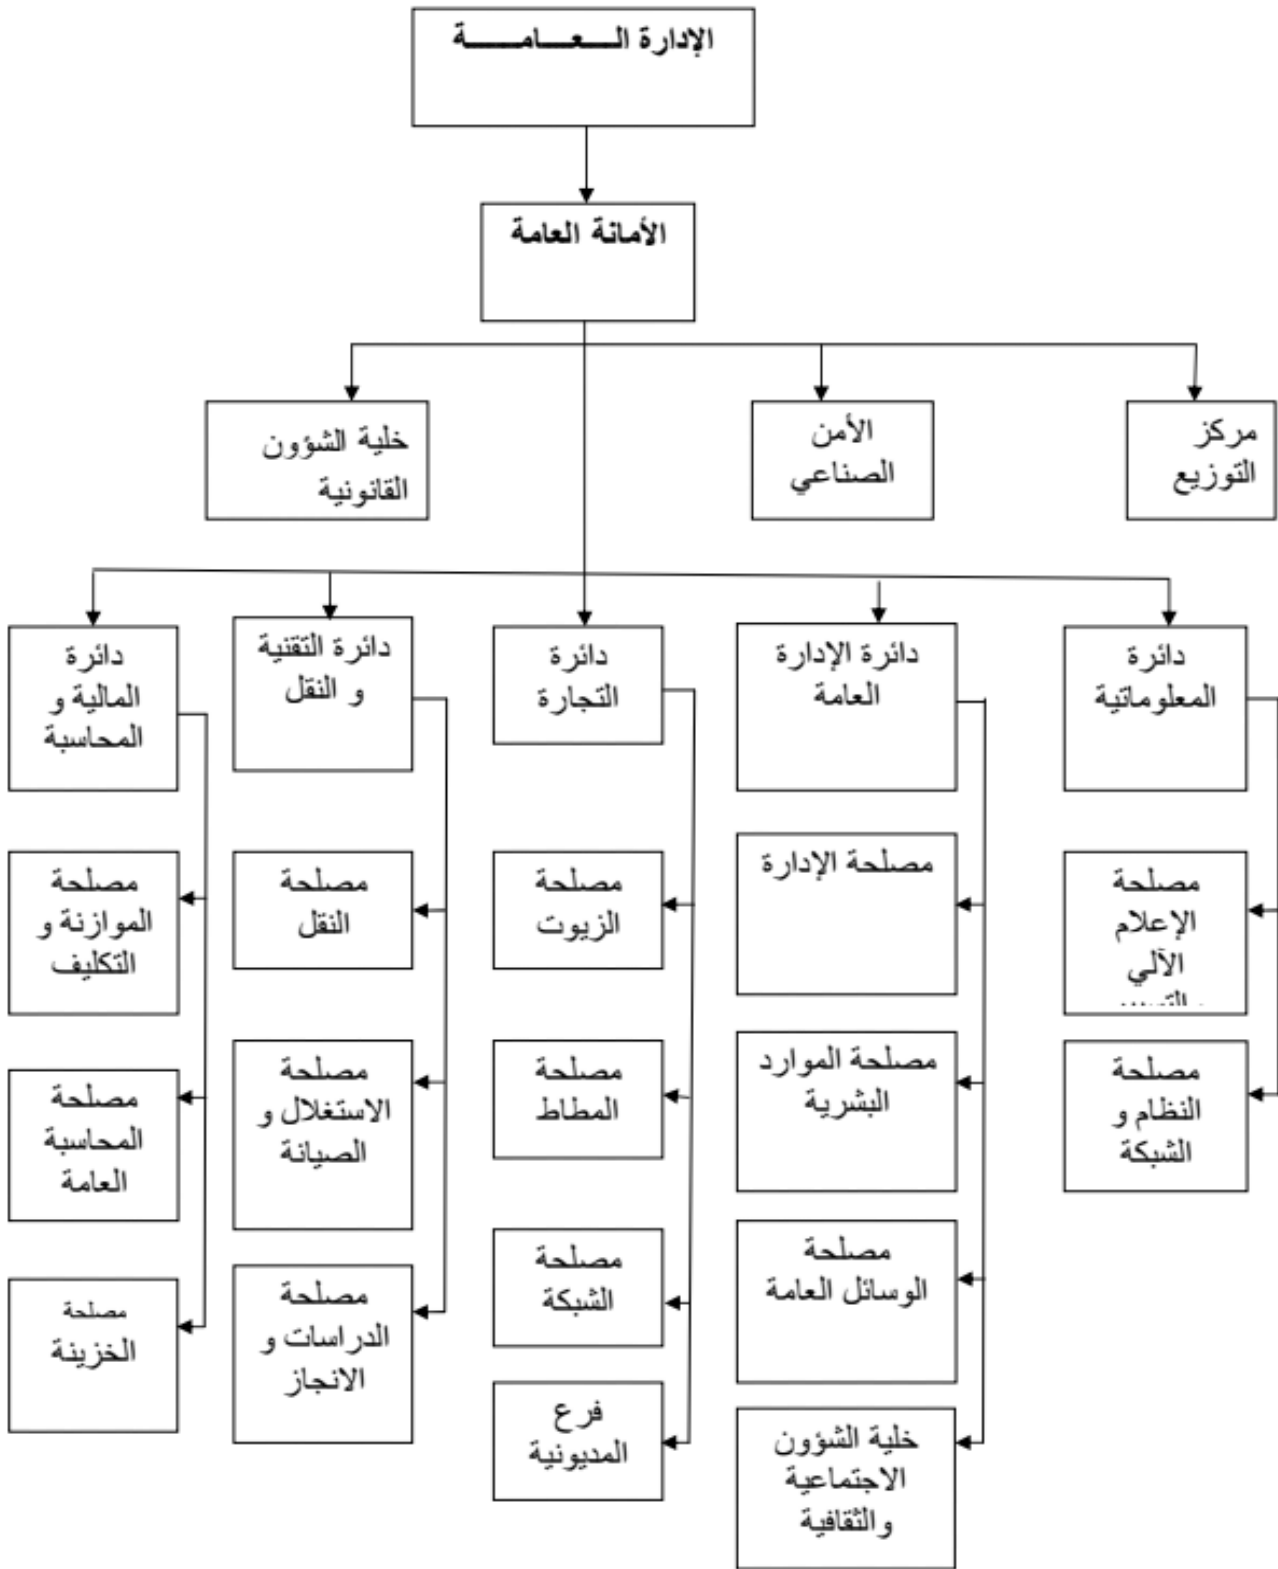 الإدارة الـــعـــامـــــة
الأمانة العامة
مركز
التوزيع
الأمن
الصناعي
خلية الشؤون
القانونية
دائرة
المعلوماتية
دائرة الإدارة
العامة
دائرة
التجارة
دائرة التقنية
و النقل
دائرة
المالية و
المحاسبة
مصلحة
الإعلام
الآلي
مصلحة
النظام و
الشبكة
مصلحة الإدارة
مصلحة الموارد
البشرية
مصلحة
الوسائل العامة
خلية الشؤون
الاجتماعية
والثقافية
مصلحة
الزيوت
مصلحة
المطاط
مصلحة
الشبكة
فرع
المديونية
مصلحة
النقل
مصلحة
الاستغلال و
الصيانة
مصلحة
الدراسات و
الانجاز
مصلحة
الموازنة و
التكليف
مصلحة
المحاسبة
العامة
مصلحة
الخزينة